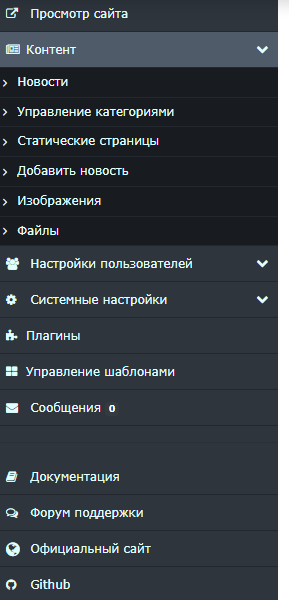 Просмотр сайта
Контент
Новости
Управление категориями
Статические страницы
Добавить новость
Изображения
Файлы
Настройки пользователей
Системные настройки
Плагины
Управление шаблонами
Сообщения 0
Документация
Форум поддержки
Официальный сайт
Github